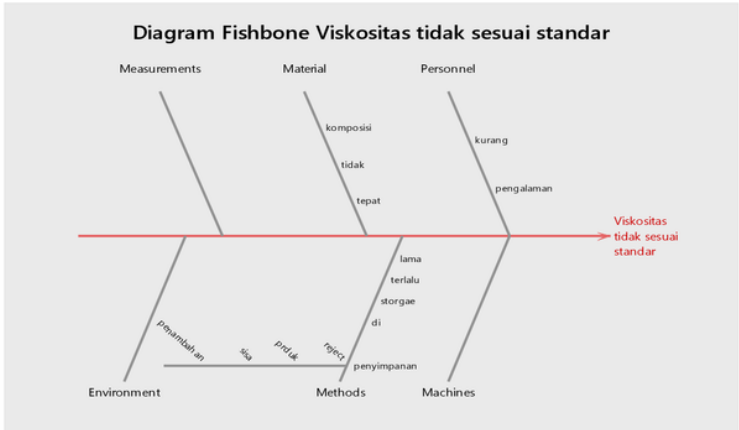 Diagram Fishbone Viskositas tidak sesuai standar
Measurements
Material
Personnel
komposisi
tidak
tepat
kurang
pengalaman
Viskositas
tidak sesuai
standar
lama
terlalu
storgae
di
penyimpanan
penambahan
sisa
prduk
reject
Environment
Methods
Machines